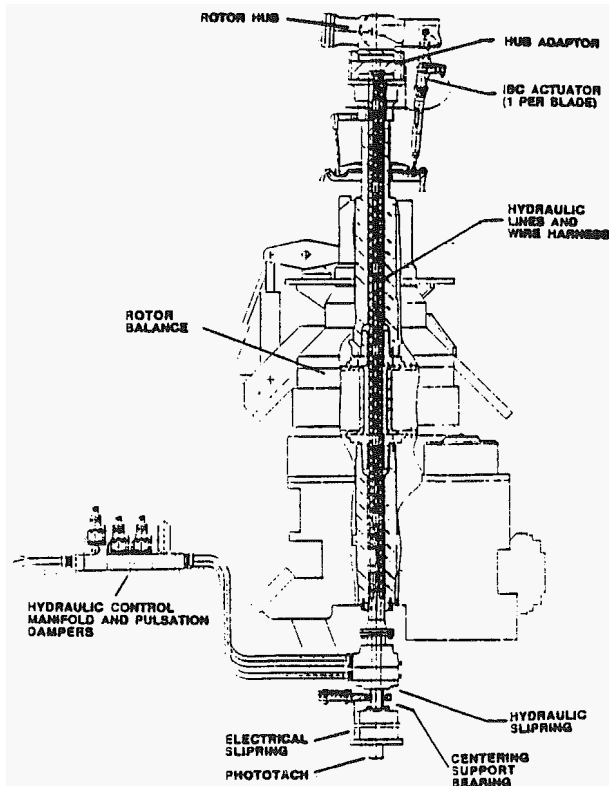 ROTOR HUB
HUB ADAPTOR
IBC ACTUATOR
(1 PER BLADE)
HYDRAULIC
LINES AND
WIRE HARNESS
ROTOR
BALANCE
HYDRAULIC CONTROL
MANIFOLD AND PULSATION
DAMPERS
HYDRAULIC
SLIPRING
ELECTRICAL
SLIPRING
CENTERING
SUPPORT
BEARING
PHOTOTACH